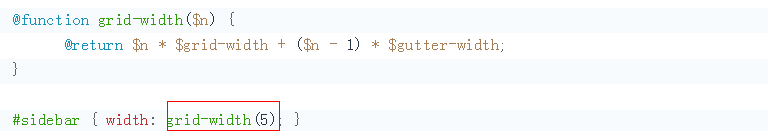 @function grid-width($n) {
@return $n * $grid-width + ($n - 1) * $gutter-width;
}
#sidebar { width: grid-width(5); }